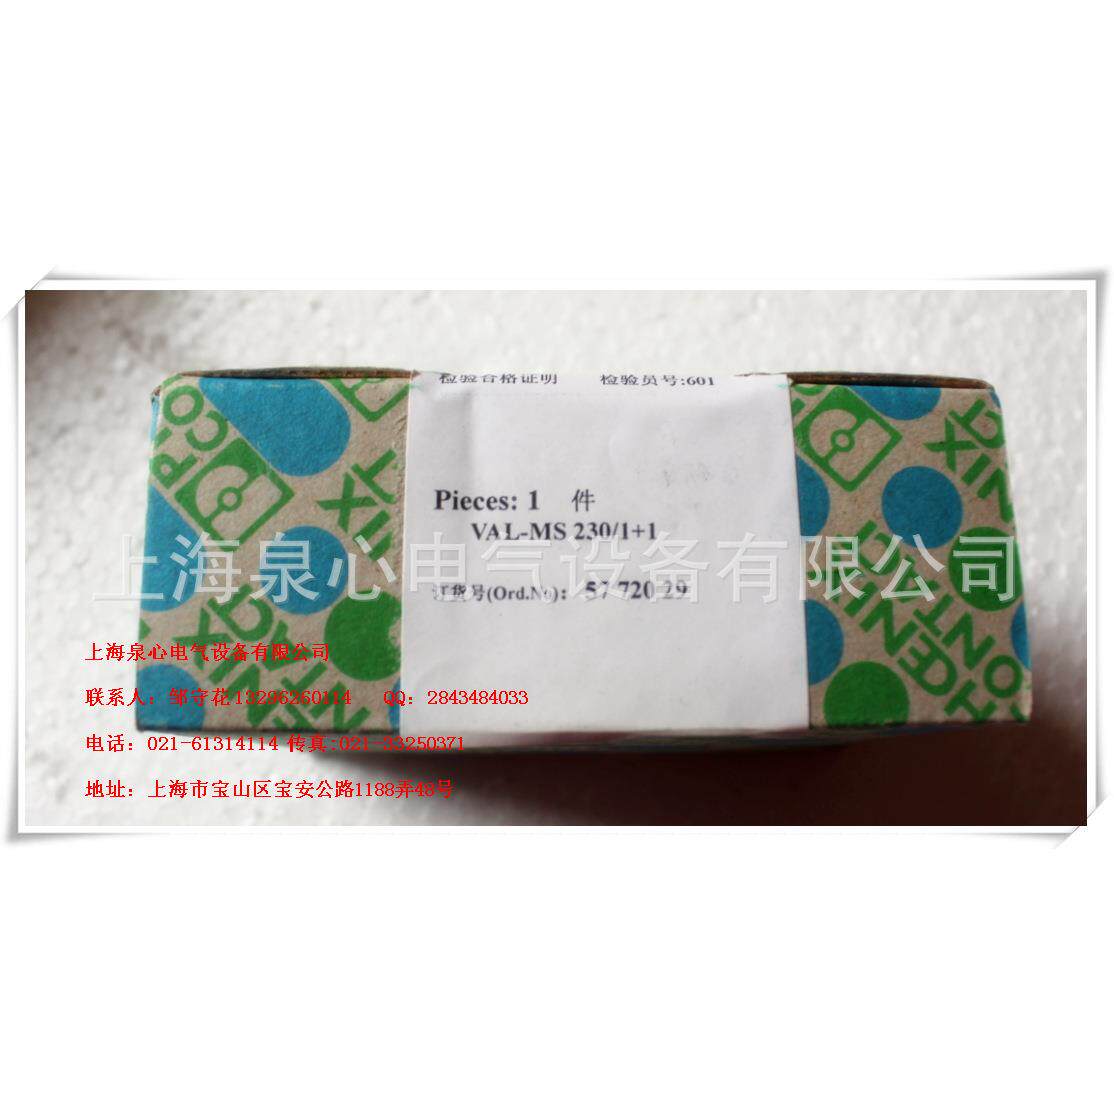 检验合格证明 检验员号:601
Pieces: 1 件
VAL-MS 230/1+1
订货号(Ord.No): 57 720 29
上海泉心电气设备有限公司
上海泉心电气设备有限公司
联系人：邹守花13296260114 QQ：2843484033
电话：021-61314114 传真:021-33250371
地址：上海市宝山区宝安公路1188弄48号